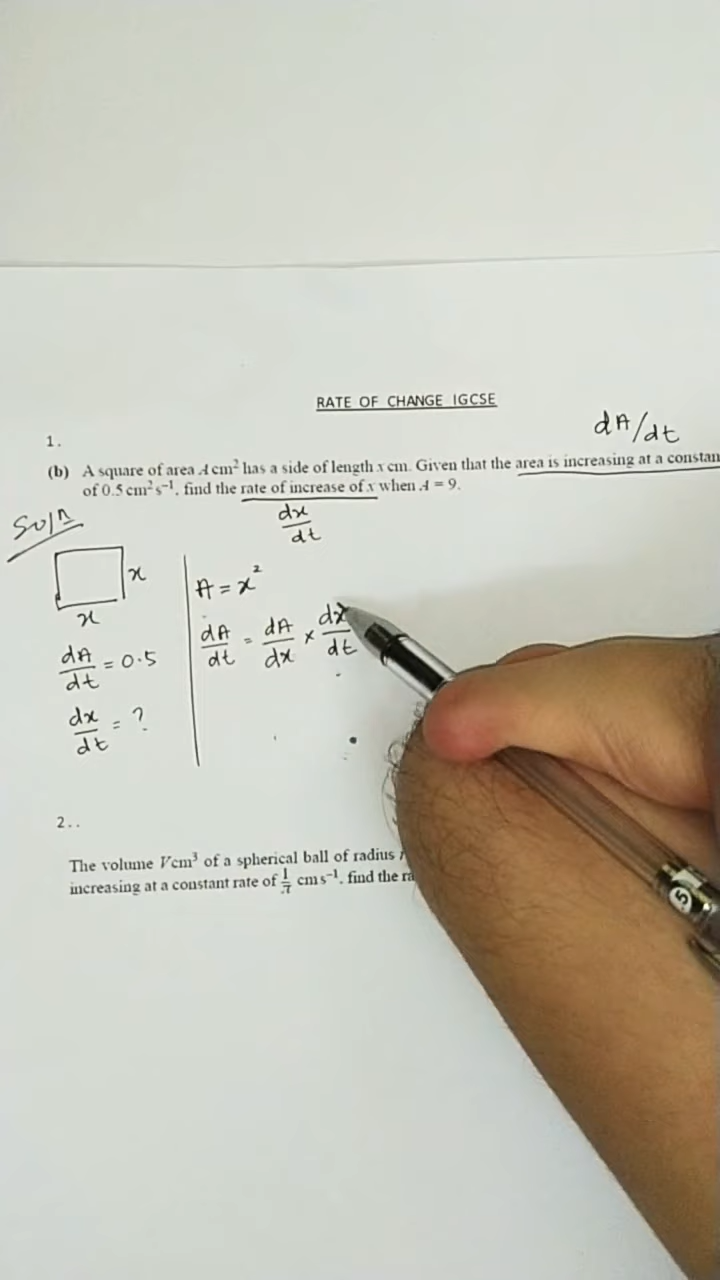 RATE OF CHANGE IGCSE
dA/dt
1.
(b) A square of area A cm² has a side of length x cm. Given that the area is increasing at a constan
of 0.5 cm² s⁻¹, find the rate of increase of x when A = 9.
dx/dt
Soln
x
x
A = x²
dA/dt = dA/dx × dx/dt
dA/dt = 0.5
dx/dt = ?
2..
The volume V cm³ of a spherical ball of radius
increasing at a constant rate of 1/π cm s⁻¹, find the ra
.5